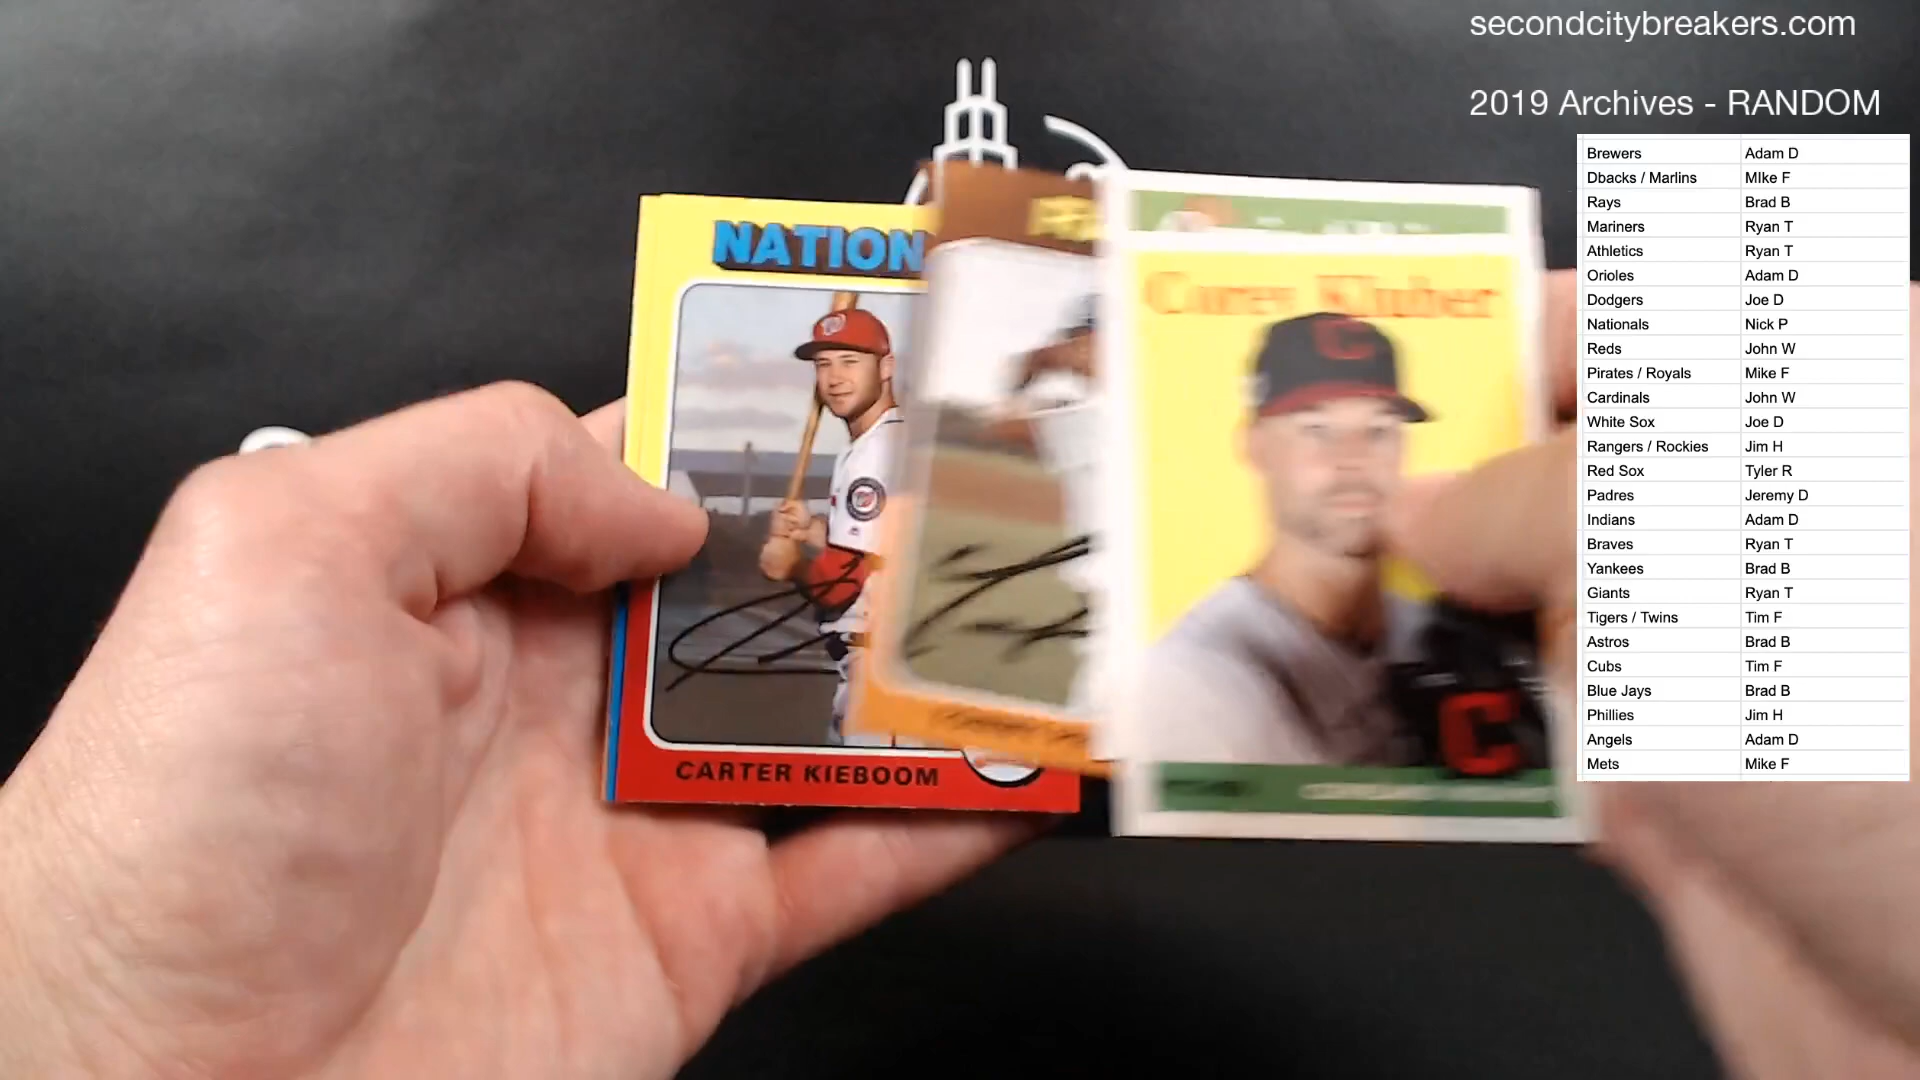 secondcitybreakers.com
2019 Archives - RANDOM
Brewers Adam D
Dbacks / Marlins MIke F
Rays Brad B
Mariners Ryan T
Athletics Ryan T
Orioles Adam D
Dodgers Joe D
Nationals Nick P
Reds John W
Pirates / Royals Mike F
Cardinals John W
White Sox Joe D
Rangers / Rockies Jim H
Red Sox Tyler R
Padres Jeremy D
Indians Adam D
Braves Ryan T
Yankees Brad B
Giants Ryan T
Tigers / Twins Tim F
Astros Brad B
Cubs Tim F
Blue Jays Brad B
Phillies Jim H
Angels Adam D
Mets Mike F
NATION
CARTER KIEBOOM
Corey Kluber
C
C